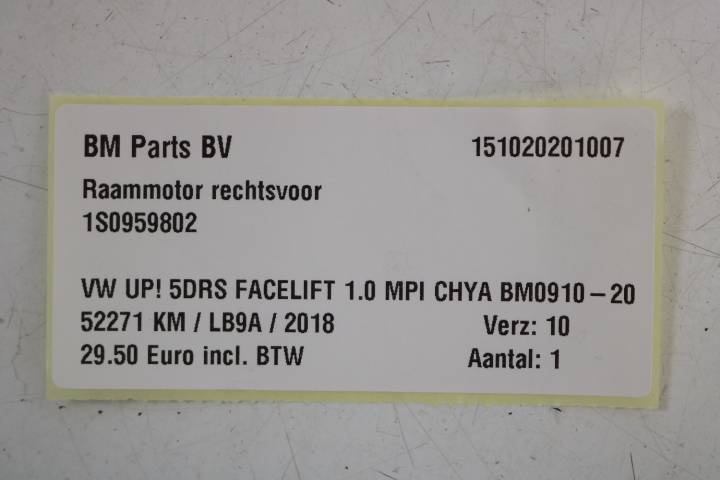 BM Parts BV 151020201007
Raammotor rechtsvoor
1S0959802
VW UP! 5DRS FACELIFT 1.0 MPI CHYA BM0910-20
52271 KM / LB9A / 2018 Verz: 10
29.50 Euro incl. BTW Aantal: 1